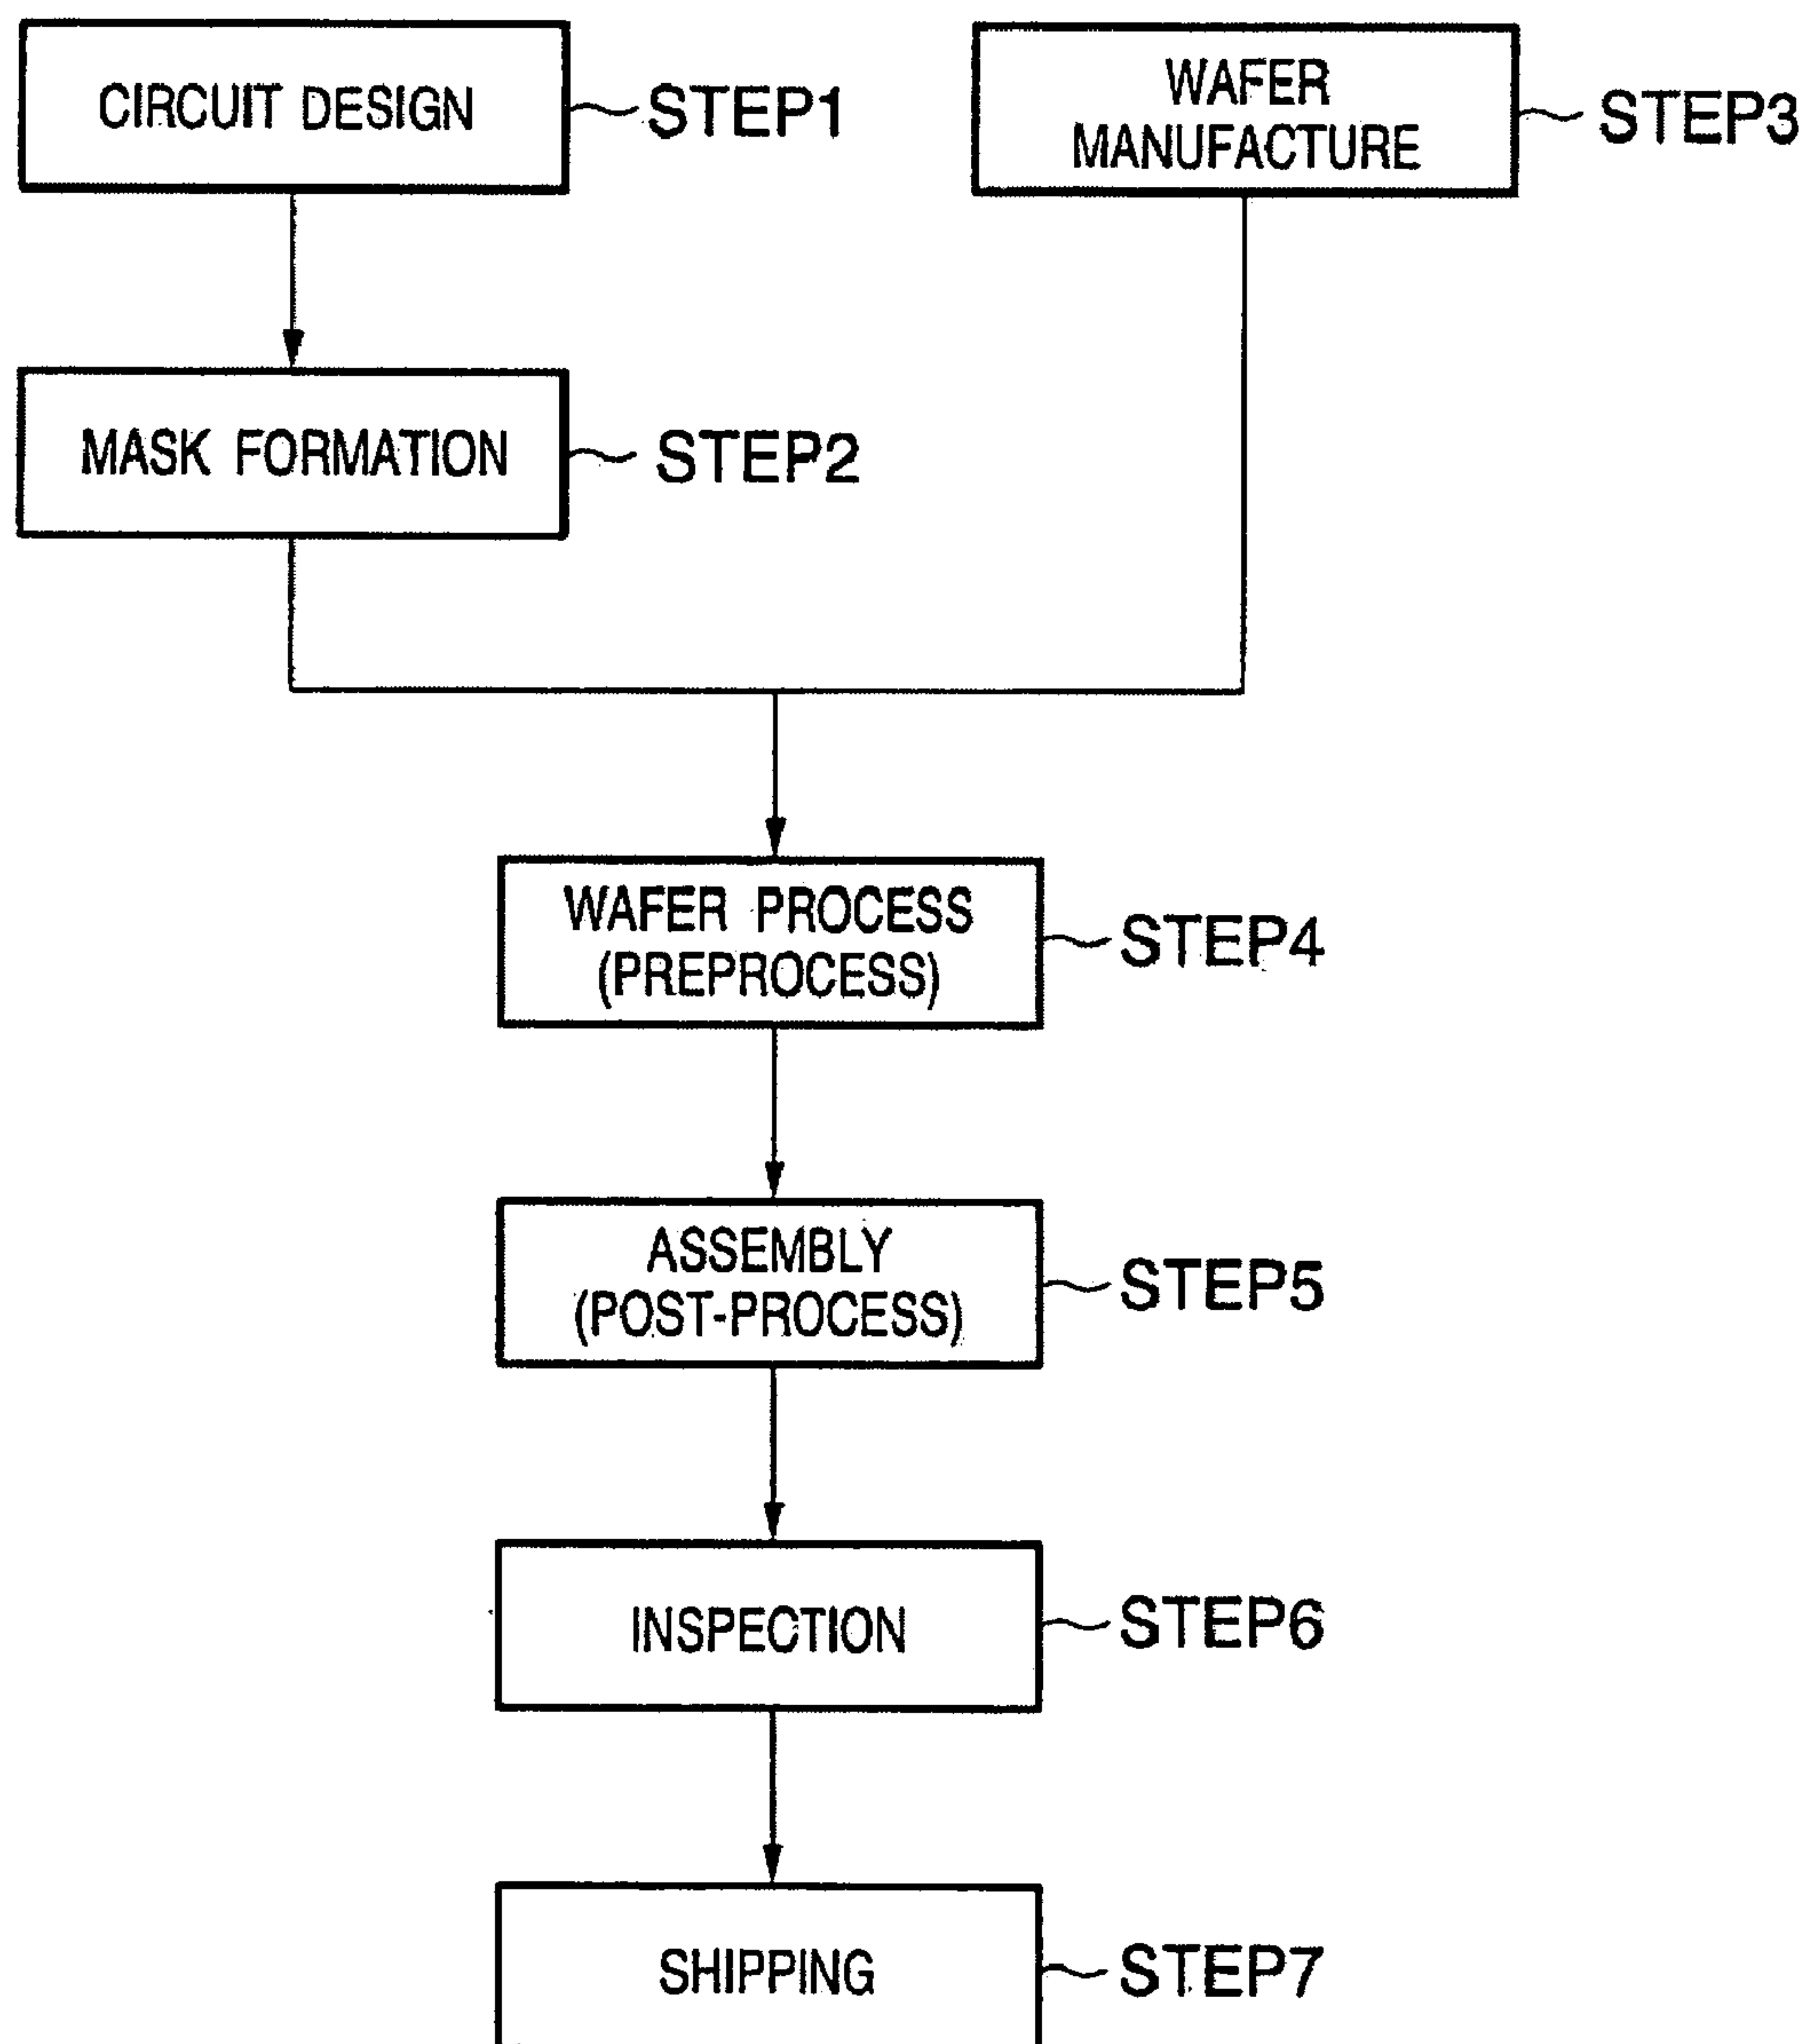 CIRCUIT DESIGN
STEP1
WAFER
MANUFACTURE
STEP3
MASK FORMATION
STEP2
WAFER PROCESS
(PREPROCESS)
STEP4
ASSEMBLY
(POST-PROCESS)
STEP5
INSPECTION
STEP6
SHIPPING
STEP7